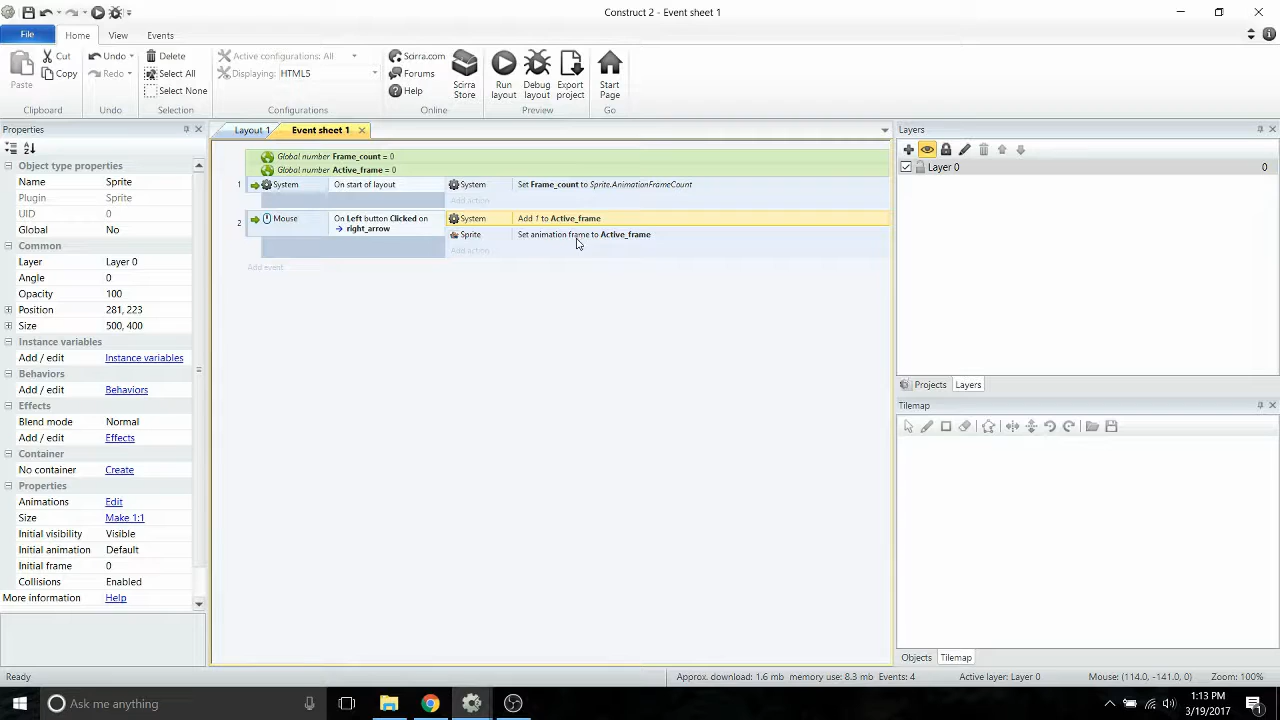 Construct 2 - Event sheet 1
File
Home
View
Events
Paste
Cut
Copy
Clipboard
Undo
Redo
Undo
Delete
Select All
Select None
Selection
Active configurations: All
Displaying: HTML5
Configurations
Scirra.com
Forums
Help
Scirra Store
Online
Run layout
Debug layout
Export project
Preview
Start Page
Go
Properties
Object type properties
Name Sprite
Plugin Sprite
UID 0
Global No
Common
Layer Layer 0
Angle 0
Opacity 100
Position 281, 223
Size 500, 400
Instance variables
Add / edit Instance variables
Behaviors
Add / edit Behaviors
Effects
Blend mode Normal
Add / edit Effects
Container
No container Create
Properties
Animations Edit
Size Make 1:1
Initial visibility Visible
Initial animation Default
Initial frame 0
Collisions Enabled
More information Help
Layout 1
Event sheet 1
Global number Frame_count = 0
Global number Active_frame = 0
1 System On start of layout System Set Frame_count to Sprite.AnimationFrameCount
Add action
2 Mouse On Left button Clicked on right_arrow System Add 1 to Active_frame
Sprite Set animation frame to Active_frame
Add action
Add event
Layers
Layer 0 0
Projects
Layers
Tilemap
Objects
Tilemap
Ready
Approx. download: 1.6 mb memory use: 8.3 mb Events: 4
Active layer: Layer 0
Mouse: (114.0, -141.0, 0)
Zoom: 100%
Ask me anything
1:13 PM
3/19/2017
1